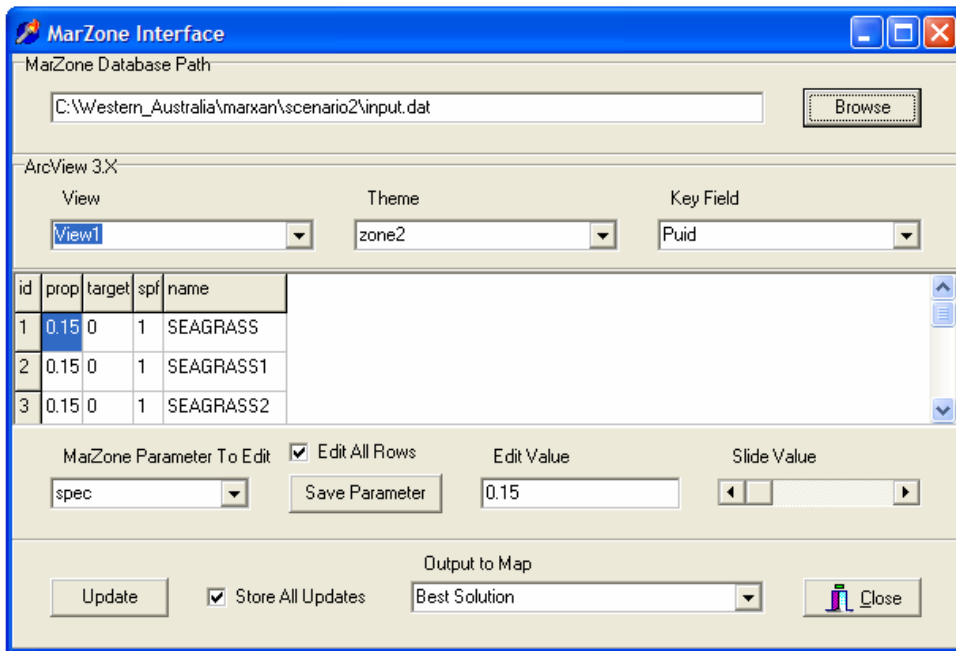 MarZone Interface
MarZone Database Path
C:\Western_Australia\marxan\scenario2\input.dat
Browse
ArcView 3.X
View Theme Key Field
View1 zone2 Puid
id prop target spf name
1 0.15 0 1 SEAGRASS
2 0.15 0 1 SEAGRASS1
3 0.15 0 1 SEAGRASS2
MarZone Parameter To Edit Edit All Rows Edit Value Slide Value
spec Save Parameter 0.15
Output to Map
Update Store All Updates Best Solution Close